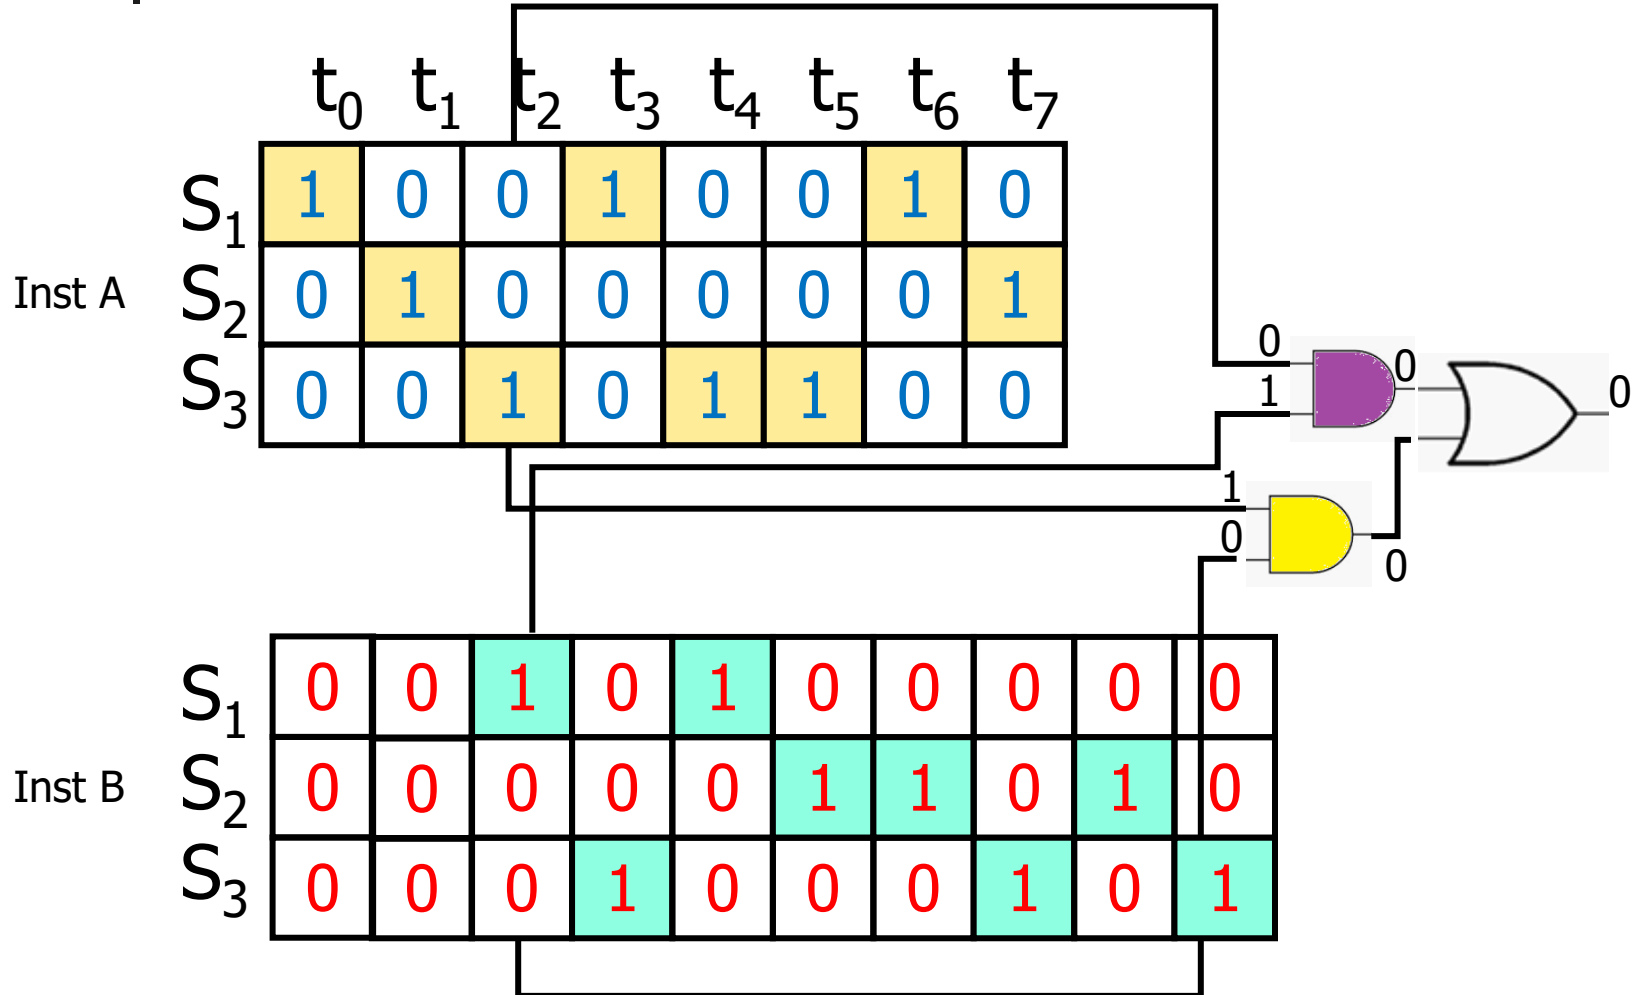 t0 t1 t2 t3 t4 t5 t6 t7
S1 1 0 0 1 0 0 1 0
Inst A S2 0 1 0 0 0 0 0 1
S3 0 0 1 0 1 1 0 0
0
1
0
0
1
0
0
S1 0 0 1 0 1 0 0 0 0 0
Inst B S2 0 0 0 0 0 1 1 0 1 0
S3 0 0 0 1 0 0 0 1 0 1